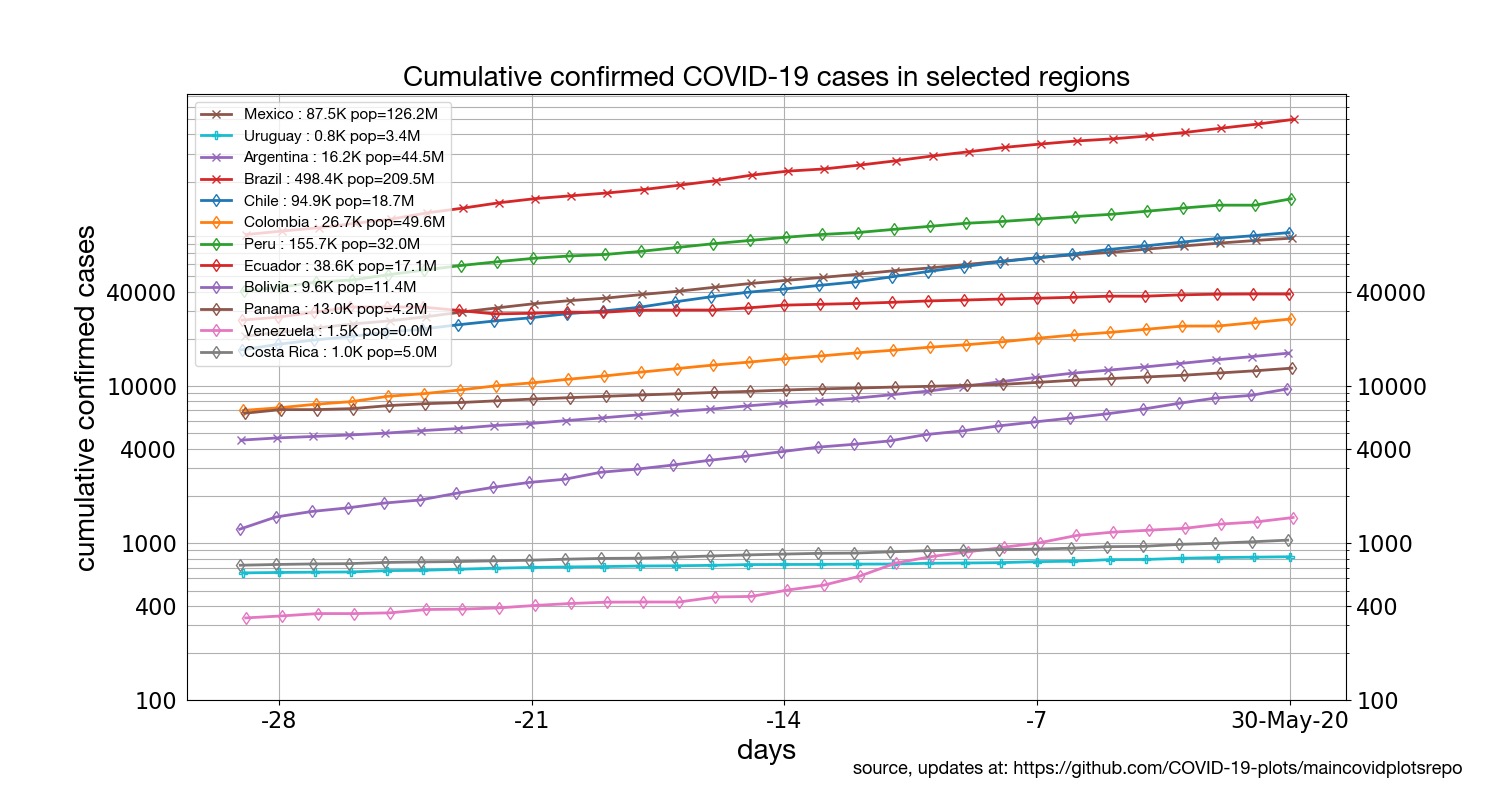 Cumulative confirmed COVID-19 cases in selected regions
Mexico : 87.5K pop=126.2M
Uruguay : 0.8K pop=3.4M
Argentina : 16.2K pop=44.5M
Brazil : 498.4K pop=209.5M
Chile : 94.9K pop=18.7M
Colombia : 26.7K pop=49.6M
Peru : 155.7K pop=32.0M
Ecuador : 38.6K pop=17.1M
Bolivia : 9.6K pop=11.4M
Panama : 13.0K pop=4.2M
Venezuela : 1.5K pop=0.0M
Costa Rica : 1.0K pop=5.0M
cumulative confirmed cases
40000
10000
4000
1000
400
100
40000
10000
4000
1000
400
100
-28
-21
-14
-7
30-May-20
days
source, updates at: https://github.com/COVID-19-plots/maincovidplotsrepo